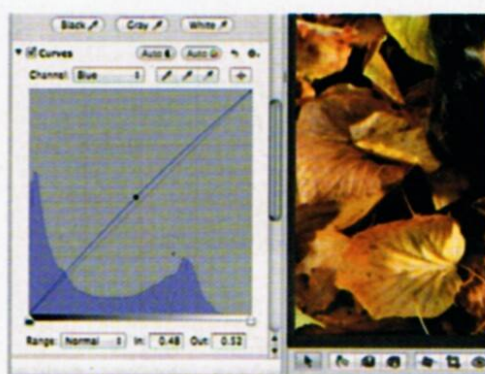 Black Gray White
Curves Auto Auto
Channel: Blue
Range: Normal In: 0.48 Out: 0.52